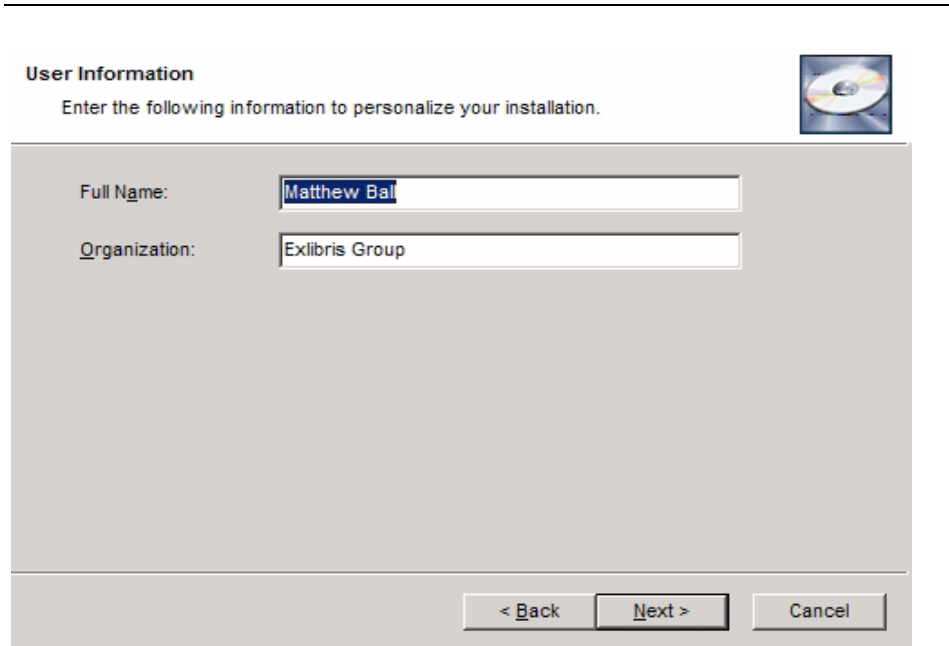 User Information
Enter the following information to personalize your installation.
Full Name: Matthew Ball
Organization: Exlibris Group
< Back Next > Cancel